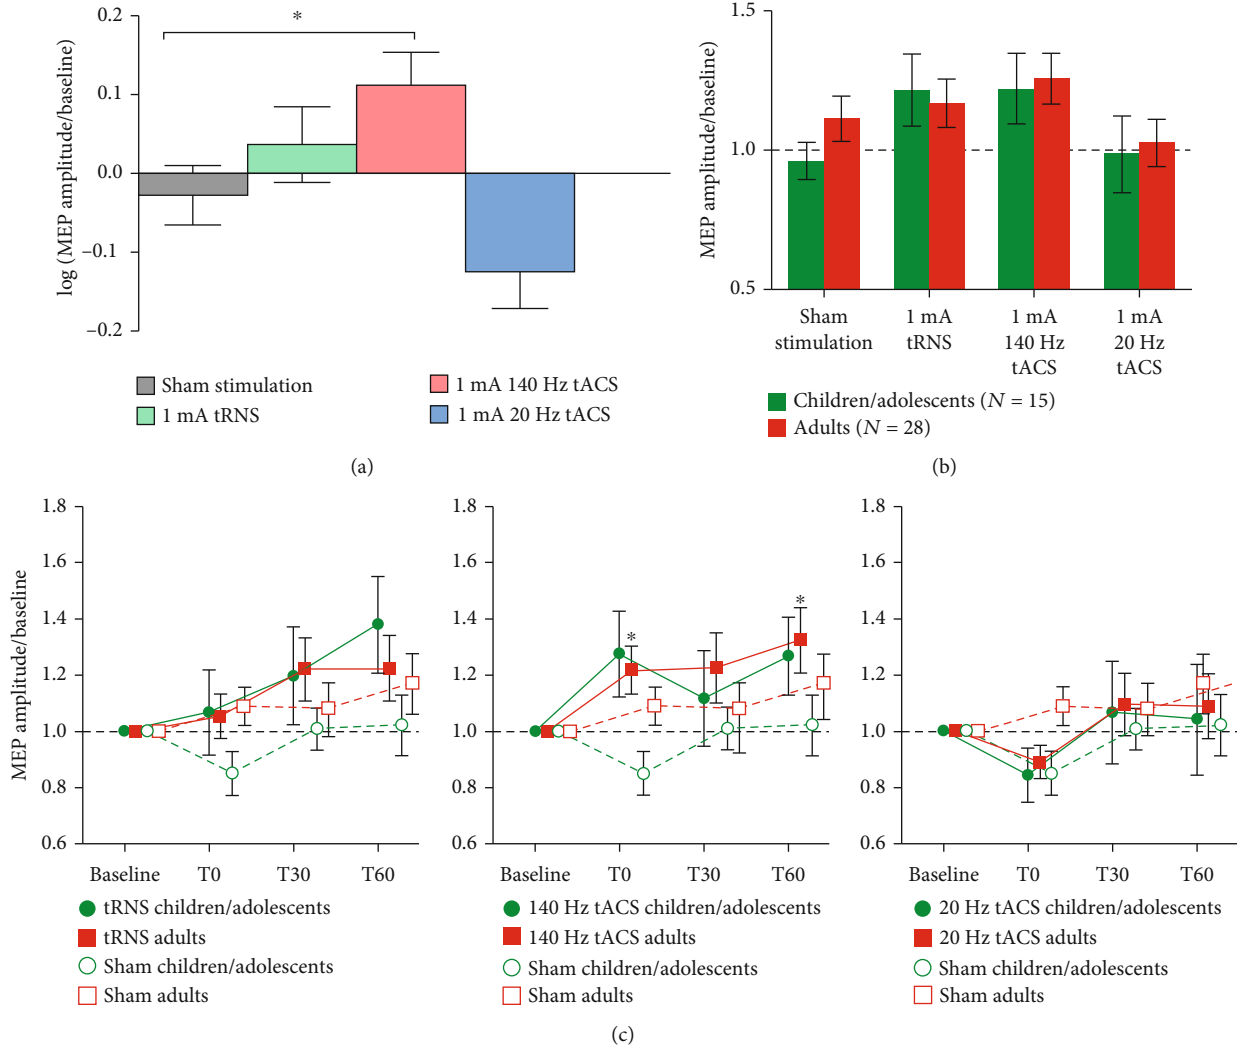 0.2
0.1
0.0
−0.1
−0.2
log (MEP amplitude/baseline)
*
Sham stimulation
1 mA tRNS
1 mA 140 Hz tACS
1 mA 20 Hz tACS
(a)
1.5
1.0
0.5
MEP amplitude/baseline)
Sham
stimulation
1 mA
tRNS
1 mA
140 Hz
tACS
1 mA
20 Hz
tACS
Children/adolescents (N = 15)
Adults (N = 28)
(b)
1.8
1.6
1.4
1.2
1.0
0.8
0.6
MEP amplitude/baseline
Baseline
T0
T30
T60
tRNS children/adolescents
tRNS adults
Sham children/adolescents
Sham adults
1.8
1.6
1.4
1.2
1.0
0.8
0.6
*
*
Baseline
T0
T30
T60
140 Hz tACS children/adolescents
140 Hz tACS adults
Sham children/adolescents
Sham adults
1.8
1.6
1.4
1.2
1.0
0.8
0.6
Baseline
T0
T30
T60
20 Hz tACS children/adolescents
20 Hz tACS adults
Sham children/adolescents
Sham adults
(c)